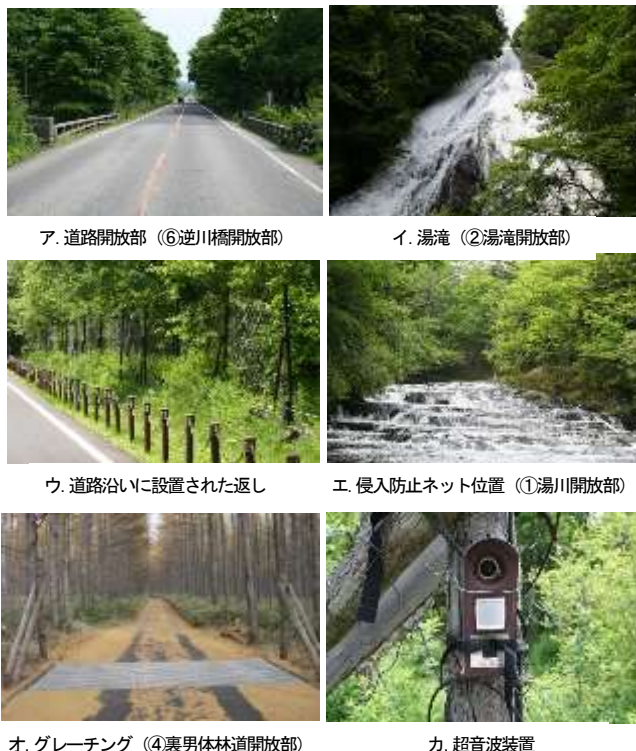 ア. 道路開放部（⑥逆川橋開放部）
イ. 湯滝（②湯滝開放部）
ウ. 道路沿いに設置された返し
エ. 侵入防止ネット位置（①湯川開放部）
オ. グレーチング（④裏男体林道開放部）
カ. 超音波装置